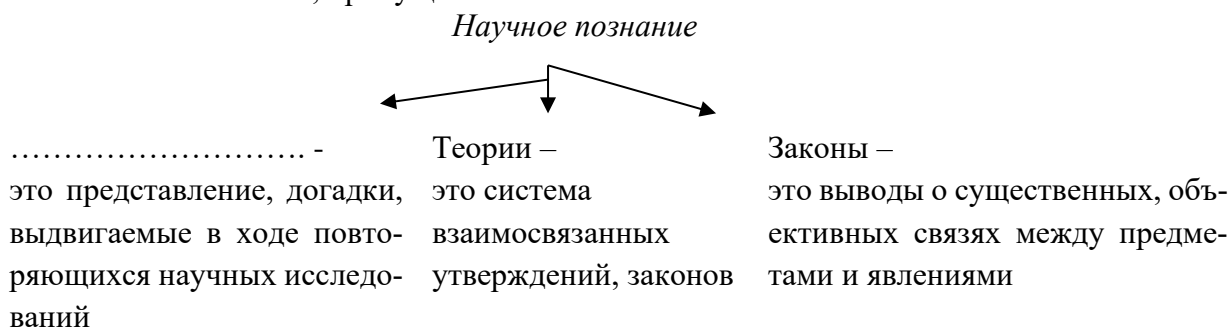 Научное познание
………………………. -
это представление, догадки,
выдвигаемые в ходе повто-
ряющихся научных исследо-
ваний
Теории –
это система
взаимосвязанных
утверждений, законов
Законы –
это выводы о существенных, объ-
ективных связях между предме-
тами и явлениями